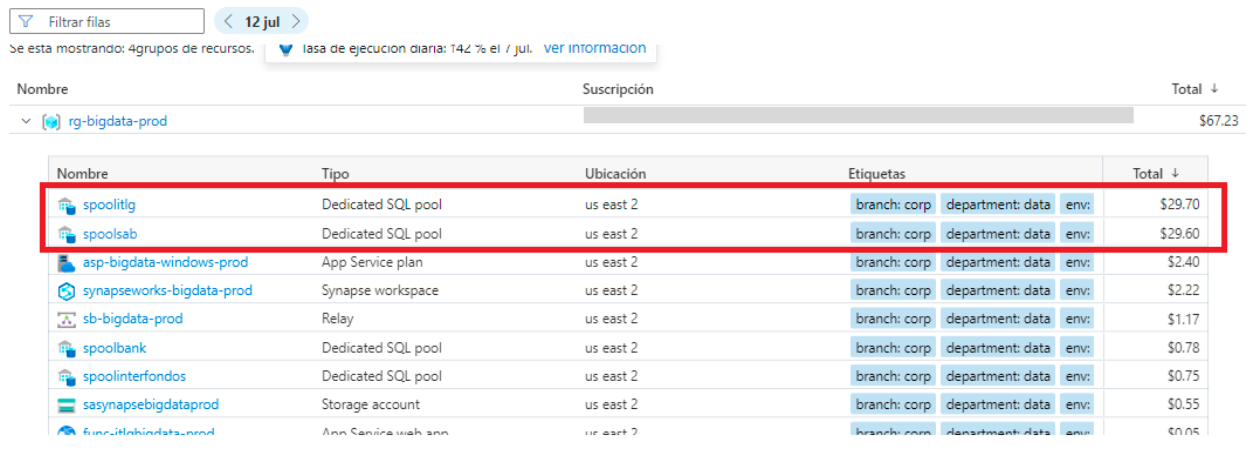 Filtrar filas
12 jul
Se está mostrando: 4grupos de recursos. Tasa de ejecución diaria: 142 % el 7 jul. Ver información
Nombre Suscripción Total ↓
rg-bigdata-prod $67.23
Nombre Tipo Ubicación Etiquetas Total ↓
spoolitlg Dedicated SQL pool us east 2 branch: corp department: data env: $29.70
spoolsab Dedicated SQL pool us east 2 branch: corp department: data env: $29.60
asp-bigdata-windows-prod App Service plan us east 2 branch: corp department: data env: $2.40
synapseworks-bigdata-prod Synapse workspace us east 2 branch: corp department: data env: $2.22
sb-bigdata-prod Relay us east 2 branch: corp department: data env: $1.17
spoolbank Dedicated SQL pool us east 2 branch: corp department: data env: $0.78
spoolinterfondos Dedicated SQL pool us east 2 branch: corp department: data env: $0.75
sasynapsebigdataprod Storage account us east 2 branch: corp department: data env: $0.55
func-itlgbigdata-prod App Service web app us east 2 branch: corp department: data env: $0.05